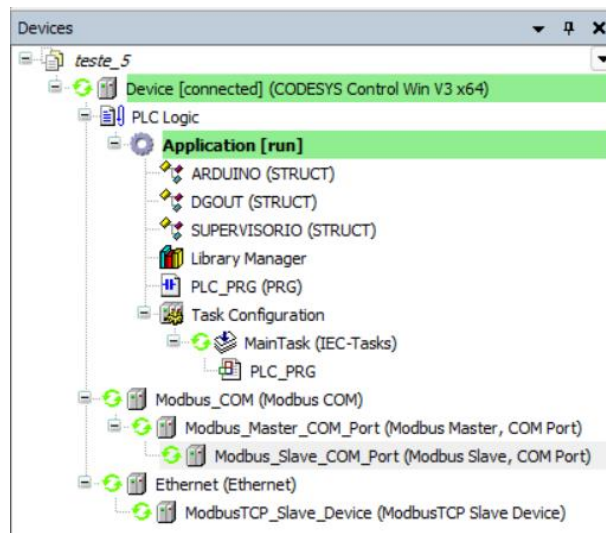 Devices
teste_5
Device [connected] (CODESYS Control Win V3 x64)
PLC Logic
Application [run]
ARDUINO (STRUCT)
DGOUT (STRUCT)
SUPERVISORIO (STRUCT)
Library Manager
PLC_PRG (PRG)
Task Configuration
MainTask (IEC-Tasks)
PLC_PRG
Modbus_COM (Modbus COM)
Modbus_Master_COM_Port (Modbus Master, COM Port)
Modbus_Slave_COM_Port (Modbus Slave, COM Port)
Ethernet (Ethernet)
ModbusTCP_Slave_Device (ModbusTCP Slave Device)